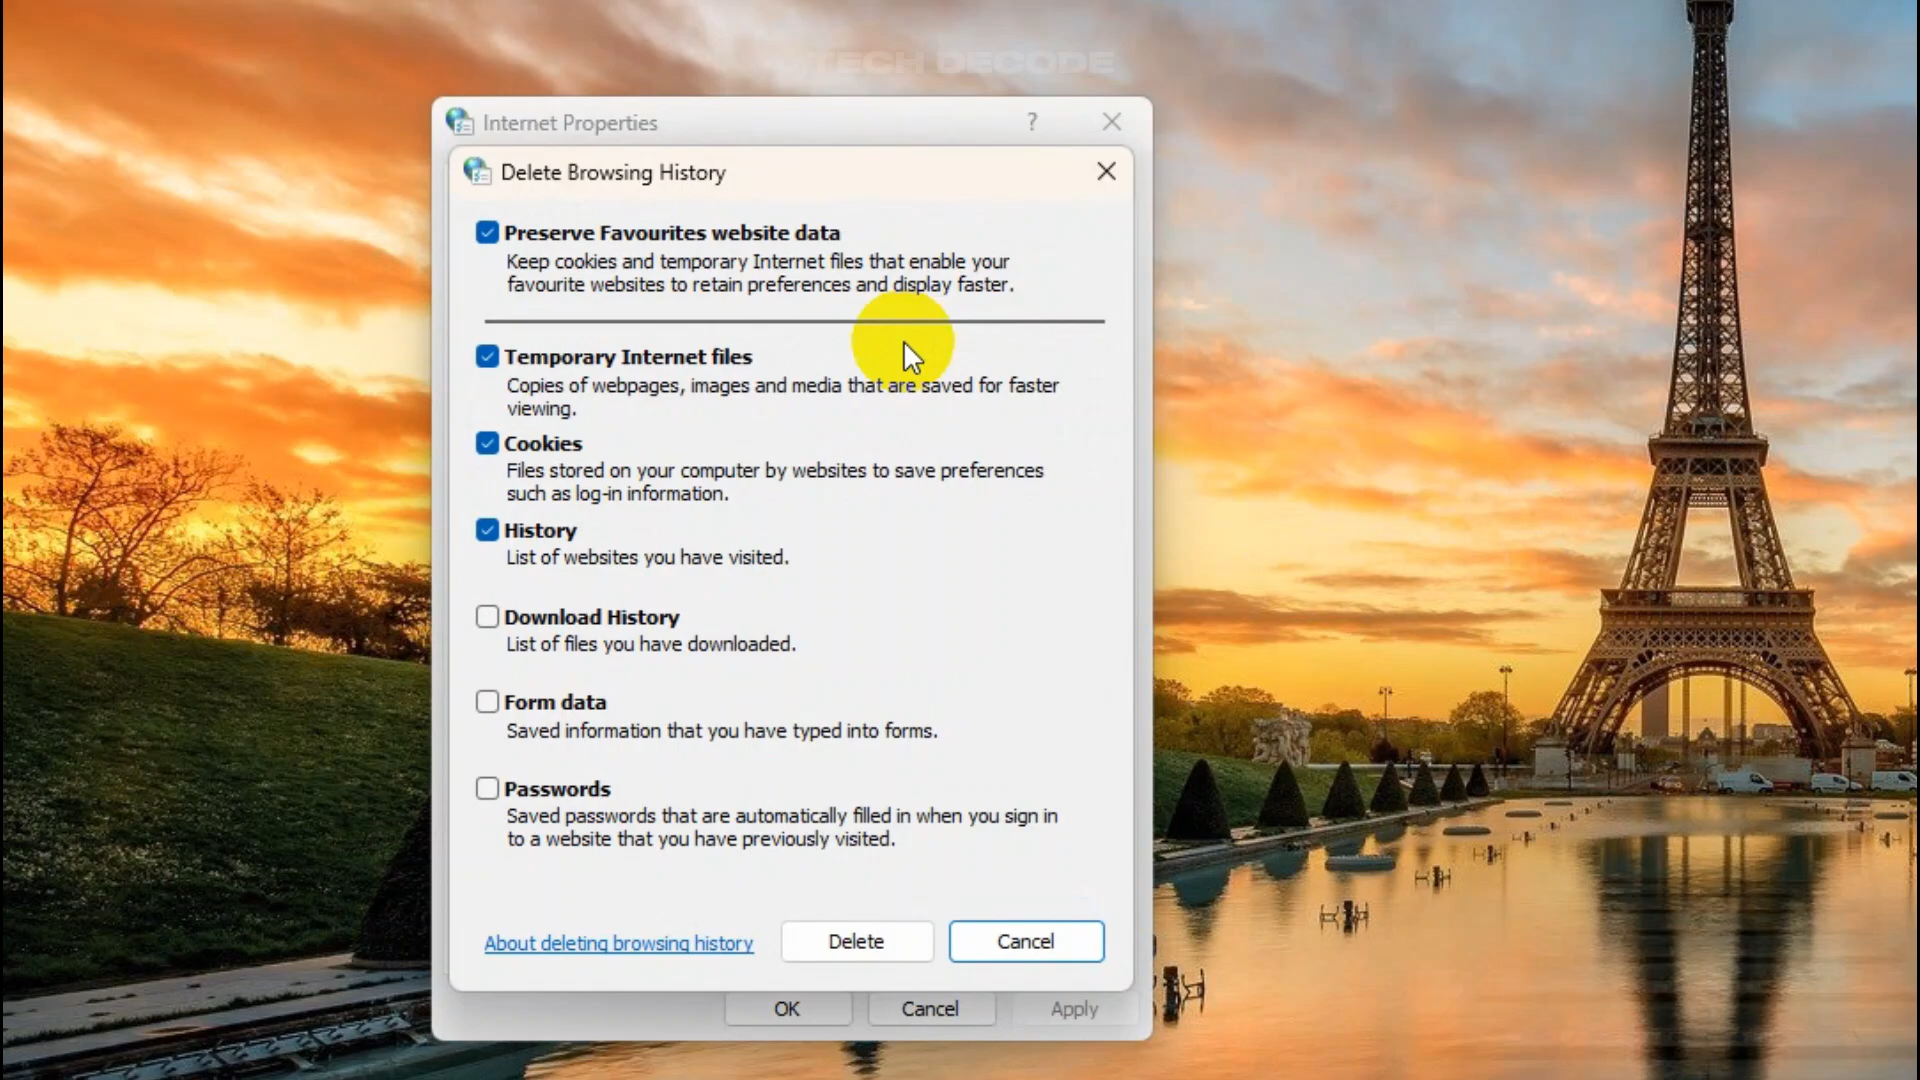 TECH DECODE
Internet Properties
?
Delete Browsing History
Preserve Favourites website data
Keep cookies and temporary Internet files that enable your
favourite websites to retain preferences and display faster.
Temporary Internet files
Copies of webpages, images and media that are saved for faster
viewing.
Cookies
Files stored on your computer by websites to save preferences
such as log-in information.
History
List of websites you have visited.
Download History
List of files you have downloaded.
Form data
Saved information that you have typed into forms.
Passwords
Saved passwords that are automatically filled in when you sign in
to a website that you have previously visited.
About deleting browsing history
Delete
Cancel
OK
Cancel
Apply